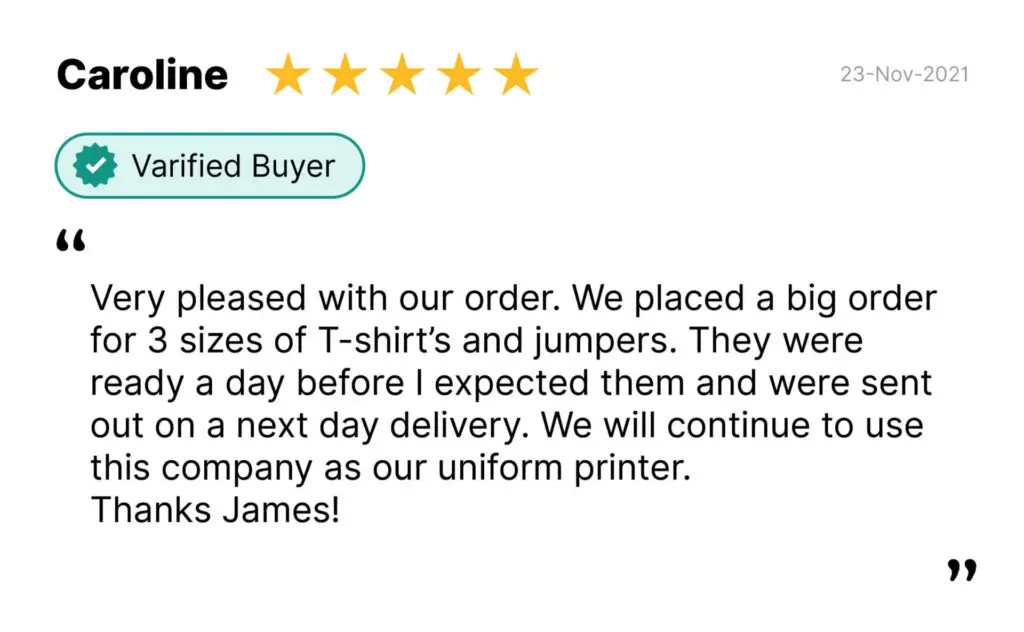 Caroline
23-Nov-2021
Varified Buyer
“
Very pleased with our order. We placed a big order
for 3 sizes of T-shirt’s and jumpers. They were
ready a day before I expected them and were sent
out on a next day delivery. We will continue to use
this company as our uniform printer.
Thanks James!
”